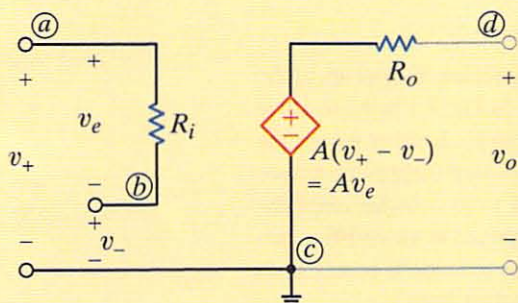 ⓐ
ⓓ
+
+
+
v_e
R_i
R_o
+
−
v_+
A(v_+ − v_−)
= Av_e
v_o
−
ⓑ
+
v_−
−
−
ⓒ
−